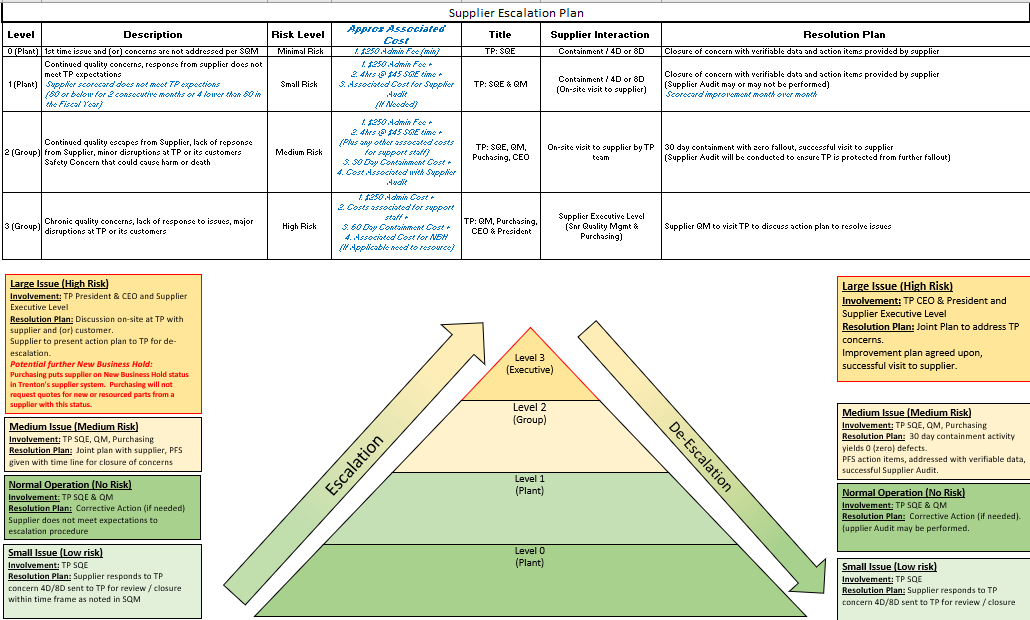 Supplier Escalation Plan
Level
Description
Risk Level
Approx Associated
Cost
Title
Supplier Interaction
Resolution Plan
0 (Plant)
1st time issue and (or) concerns are not addressed per SQM
Minimal Risk
1. $250 Admin Fee (min)
TP: SQE
Containment / 4D or 8D
Closure of concern with verifiable data and action items provided by supplier
1 (Plant)
Continued quality concerns, response from supplier does not
meet TP expectations
Supplier scorecard does not meet TP expections
(60 or below for 2 consecutive months or 4 lower than 60 in
the Fiscal Year)
Small Risk
1. $250 Admin Fee +
2. 4hrs @ $45 SQE time +
3. Associated Cost for Supplier
Audit
(If Needed)
TP: SQE & QM
Containment / 4D or 8D
(On-site visit to supplier)
Closure of concern with verifiable data and action items provided by supplier
(Supplier Audit may or may not be performed)
Scorecard improvement month over month
2 (Group)
Continued quality escapes from Supplier, lack of repsonse
from Supplier, minor disruptions at TP or its customers
Safety Concern that could cause harm or death
Medium Risk
1. $250 Admin Fee +
2. 4hrs @ $45 SQE time +
(Plus any other assocated costs
for support staff) +
3. 30 Day Containment Cost +
4. Cost Associated with Supplier
Audit
TP: SQE, QM,
Puchasing, CEO
On-site visit to supplier by TP
team
30 day containment with zero fallout, successful visit to supplier
(Supplier Audit will be conducted to ensure TP is protected from further fallout)
3 (Group)
Chronic quality concerns, lack of response to issues, major
disruptions at TP or its customers
High Risk
1. $250 Admin Cost +
2. Costs associated for support
staff +
3. 60 Day Containment Cost +
4. Associated Cost for NBH
(If Applicable need to resource)
TP: QM, Purchasing,
CEO & President
Supplier Executive Level
(Snr Quality Mgmt &
Purchasing)
Supplier QM to visit TP to discuss action plan to resolve issues
Large Issue (High Risk)
Involvement: TP President & CEO and Supplier
Executive Level
Resolution Plan: Discussion on-site at TP with
supplier and (or) customer.
Supplier to present action plan to TP for de-
escalation.
Potential further New Business Hold:
Purchasing puts supplier on New Business Hold status
in Trenton's supplier system. Purchasing will not
request quotes for new or resourced parts from a
supplier with this status.
Medium Issue (Medium Risk)
Involvement: TP SQE, QM, Purchasing
Resolution Plan: Joint plan with supplier, PFS
given with time line for closure of concerns
Normal Operation (No Risk)
Involvement: TP SQE & QM
Resolution Plan: Corrective Action (if needed)
Supplier does not meet expectations to
escalation procedure
Small Issue (Low risk)
Involvement: TP SQE
Resolution Plan: Supplier responds to TP
concern 4D/8D sent to TP for review / closure
within time frame as noted in SQM
Escalation
Level 3
(Executive)
Level 2
(Group)
Level 1
(Plant)
Level 0
(Plant)
De-Escalation
Large Issue (High Risk)
Involvement: TP CEO & President and
Supplier Executive Level
Resolution Plan: Joint Plan to address TP
concerns.
Improvement plan agreed upon,
successful visit to supplier.
Medium Issue (Medium Risk)
Involvement: TP SQE, QM, Purchasing
Resolution Plan: 30 day containment activity
yields 0 (zero) defects.
PFS action items, addressed with verifiable data,
successful Supplier Audit.
Normal Operation (No Risk)
Involvement: TP SQE & QM
Resolution Plan: Corrective Action (if needed).
(upplier Audit may be performed.
Small Issue (Low risk)
Involvement: TP SQE
Resolution Plan: Supplier responds to TP
concern 4D/8D sent to TP for review / closure